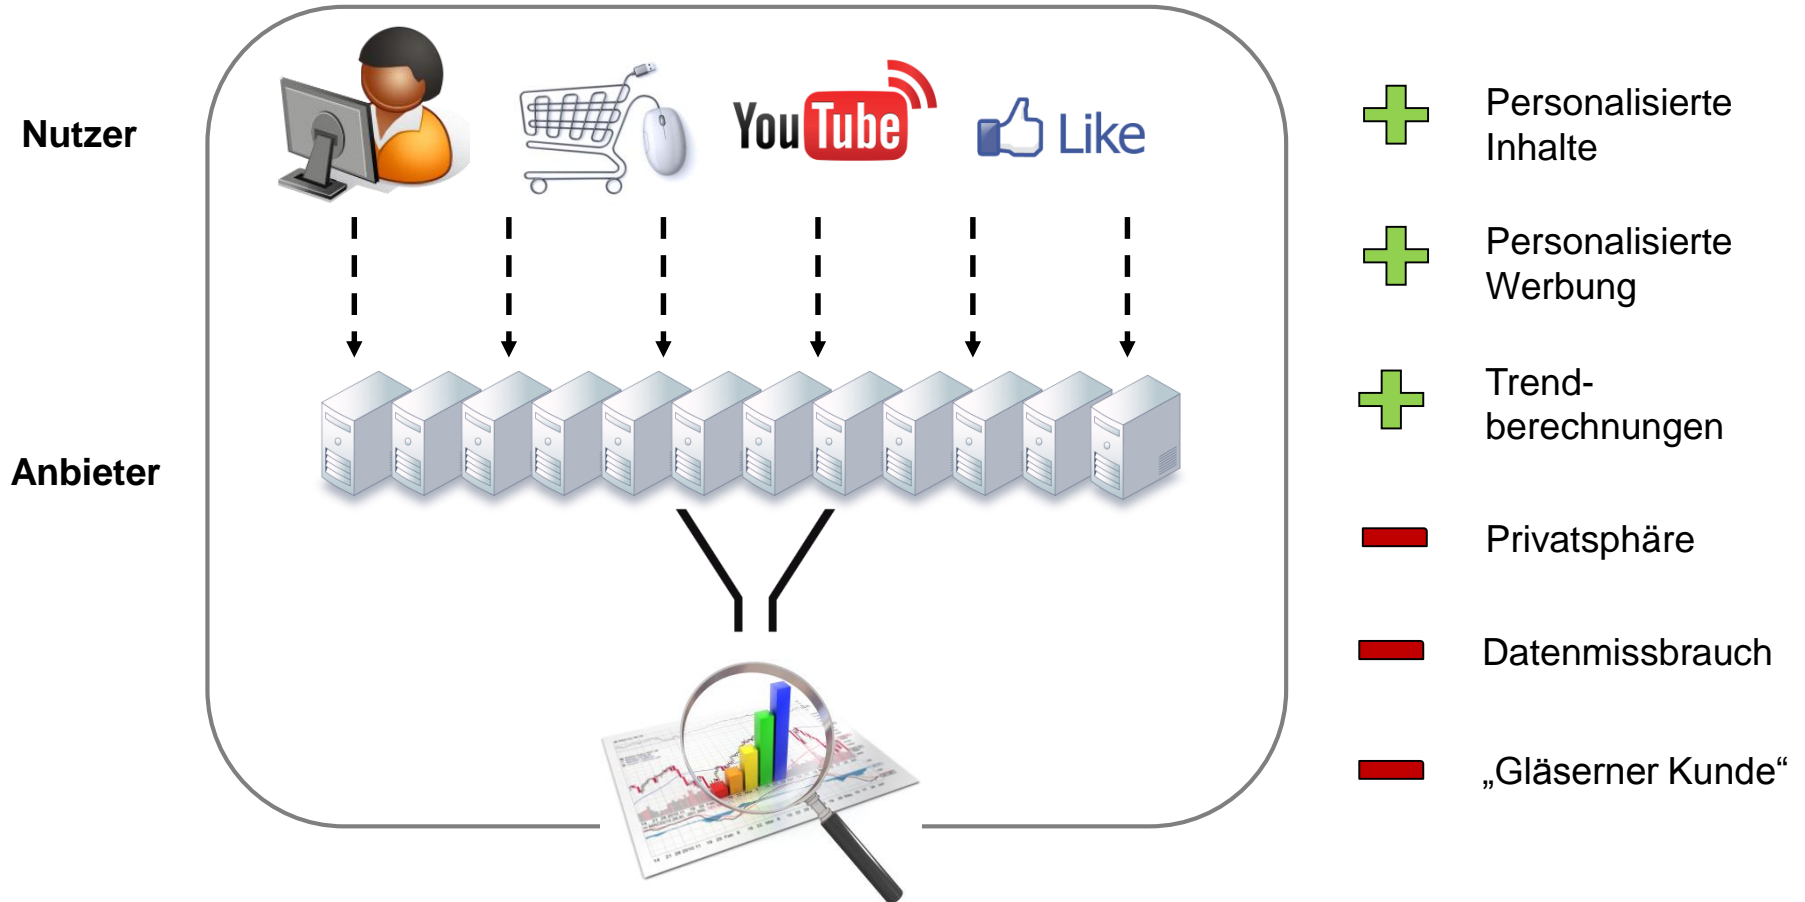 Nutzer
YouTube
Like
Anbieter
Personalisierte
Inhalte
Personalisierte
Werbung
Trend-
berechnungen
Privatsphäre
Datenmissbrauch
„Gläserner Kunde“